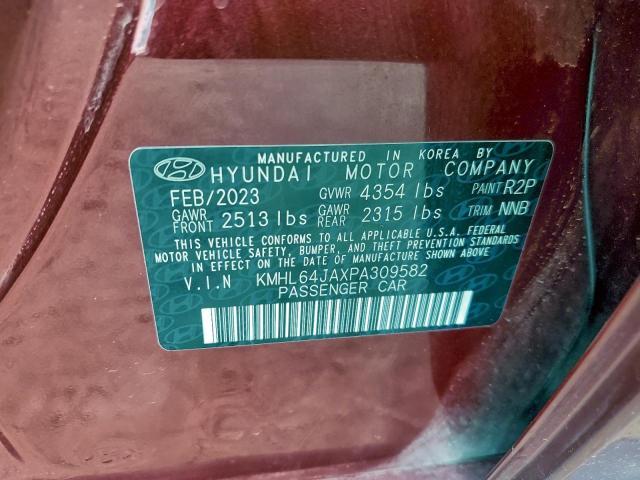 MANUFACTURED IN KOREA BY
HYUNDAI MOTOR COMPANY
FEB/2023 GVWR 4354 lbs PAINT R2P
GAWR FRONT 2513 lbs GAWR REAR 2315 lbs TRIM NNB
THIS VEHICLE CONFORMS TO ALL APPLICABLE U.S.A. FEDERAL
MOTOR VEHICLE SAFETY, BUMPER, AND THEFT PREVENTION STANDARDS
IN EFFECT ON THE DATE OF MANUFACTURE SHOWN ABOVE
V.I.N KMHL64JAXPA309582
PASSENGER CAR